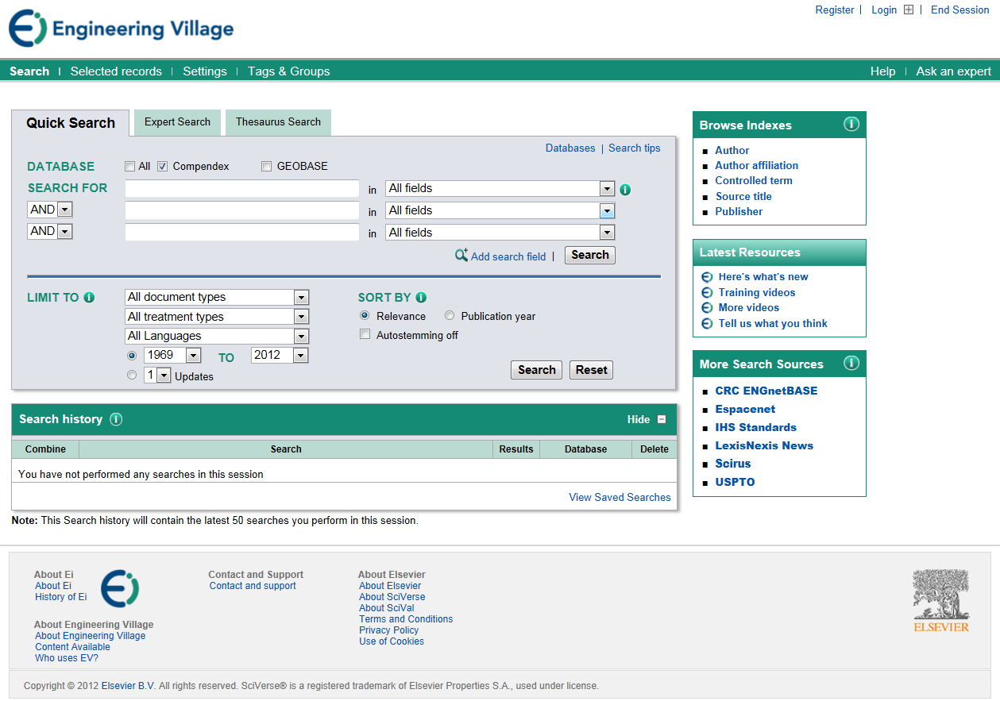 Register | Login | End Session
Engineering Village
Search | Selected records | Settings | Tags & Groups
Help | Ask an expert
Quick Search
Expert Search
Thesaurus Search
Databases | Search tips
DATABASE All Compendex GEOBASE
SEARCH FOR in All fields
AND in All fields
AND in All fields
Add search field | Search
LIMIT TO
All document types
All treatment types
All Languages
1969 TO 2012
1 Updates
SORT BY
Relevance Publication year
Autostemming off
Search Reset
Search history
Hide
Combine Search Results Database Delete
You have not performed any searches in this session
View Saved Searches
Note: This Search history will contain the latest 50 searches you perform in this session.
Browse Indexes
Author
Author affiliation
Controlled term
Source title
Publisher
Latest Resources
Here's what's new
Training videos
More videos
Tell us what you think
More Search Sources
CRC ENGnetBASE
Espacenet
IHS Standards
LexisNexis News
Scirus
USPTO
About Ei
About Ei
History of Ei
About Engineering Village
About Engineering Village
Content Available
Who uses EV?
Contact and Support
Contact and support
About Elsevier
About Elsevier
About SciVerse
About SciVal
Terms and Conditions
Privacy Policy
Use of Cookies
ELSEVIER
Copyright © 2012 Elsevier B.V. All rights reserved. SciVerse® is a registered trademark of Elsevier Properties S.A., used under license.